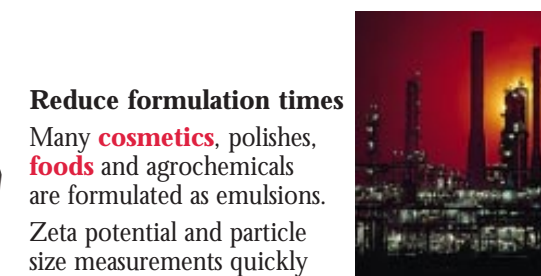 Reduce formulation times
Many cosmetics, polishes,
foods and agrochemicals
are formulated as emulsions.
Zeta potential and particle
size measurements quickly